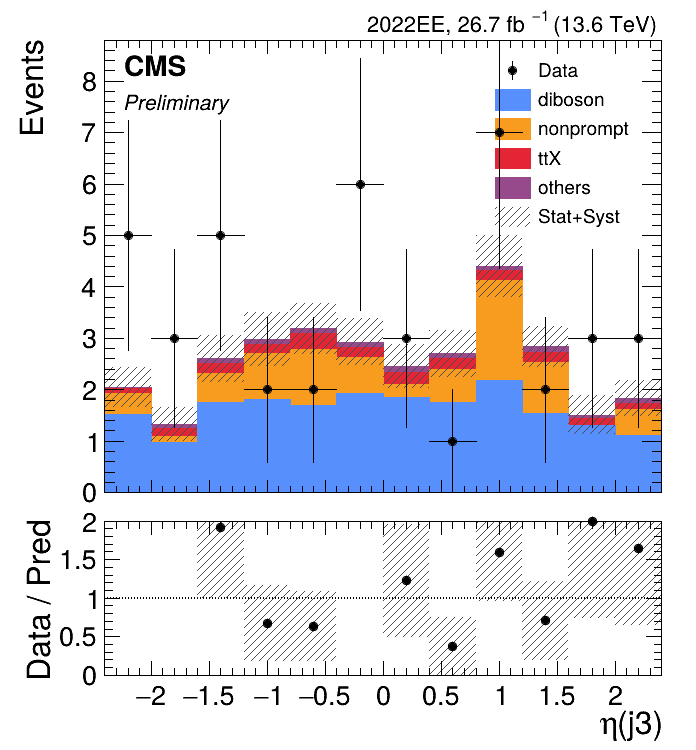 2022EE, 26.7 fb⁻¹ (13.6 TeV)
CMS
Preliminary
Events
Data
diboson
nonprompt
ttX
others
Stat+Syst
8
7
6
5
4
3
2
1
0
Data / Pred
2
1.5
1
0.5
0
−2 −1.5 −1 −0.5 0 0.5 1 1.5 2
η(j3)